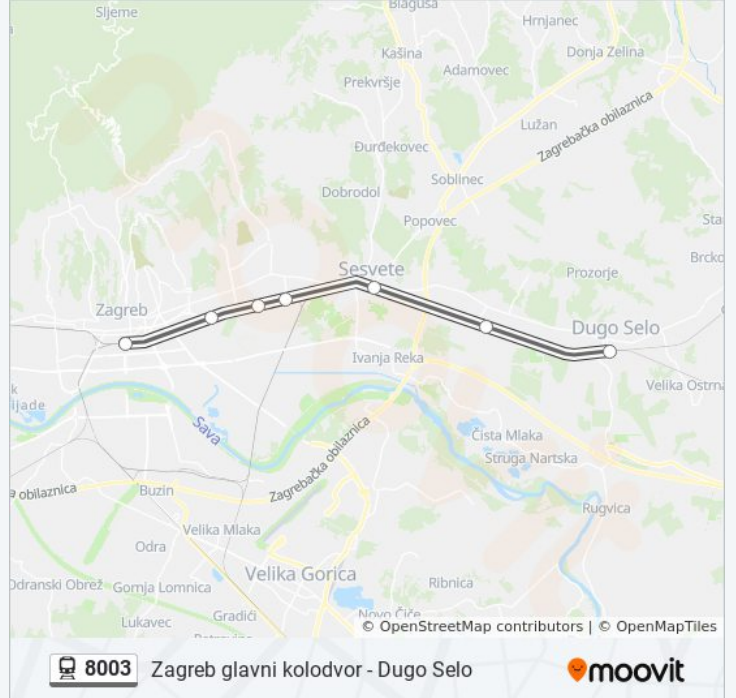 Blaguša
Sljeme
Hrnjanec
Kašina
Donja Zelina
Adamovec
Prekvršje
Zagrebačka obilaznica
Lužan
Đurđekovec
Soblinec
Dobrodol
Popovec
Sta
Brcko
Sesvete
Prozorje
Zagreb
Dugo Selo
Ivanja Reka
k
ljade
Velika Ostrna
Sava
Čista Mlaka
Zagrebačka obilaznica
Struga Nartska
a obilaznica
Buzin
Rugvica
Velika Mlaka
Odra
Velika Gorica
Odranski Obrež
Gornja Lomnica
Ribnica
Novo Čiče
Gradići
Lukavec
© OpenStreetMap contributors | © OpenMapTiles
8003 Zagreb glavni kolodvor - Dugo Selo
moovit